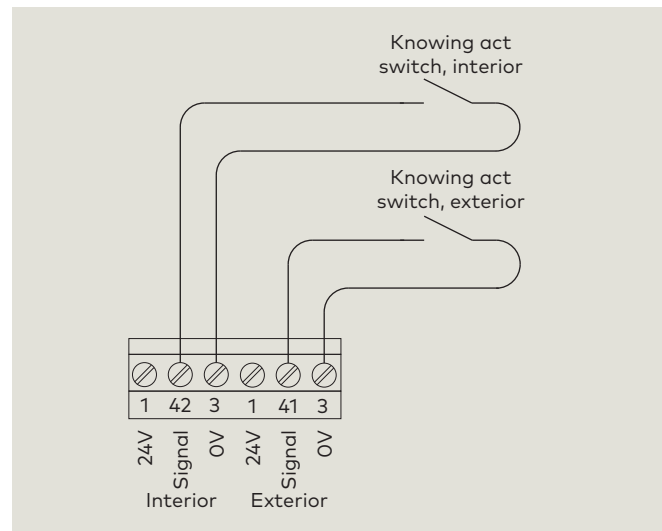 Knowing act
switch, interior
Knowing act
switch, exterior
1 42 3 1 41 3
24V Signal 0V 24V Signal 0V
Interior Exterior